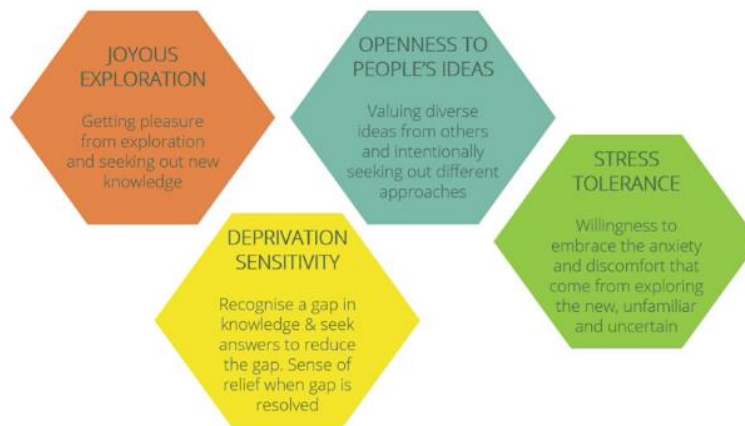 JOYOUS
EXPLORATION
Getting pleasure
from exploration
and seeking out new
knowledge
OPENNESS TO
PEOPLE'S IDEAS
Valuing diverse
ideas from others
and intentionally
seeking out different
approaches
DEPRIVATION
SENSITIVITY
Recognise a gap in
knowledge & seek
answers to reduce
the gap. Sense of
relief when gap is
resolved
STRESS
TOLERANCE
Willingness to
embrace the anxiety
and discomfort that
come from exploring
the new, unfamiliar
and uncertain